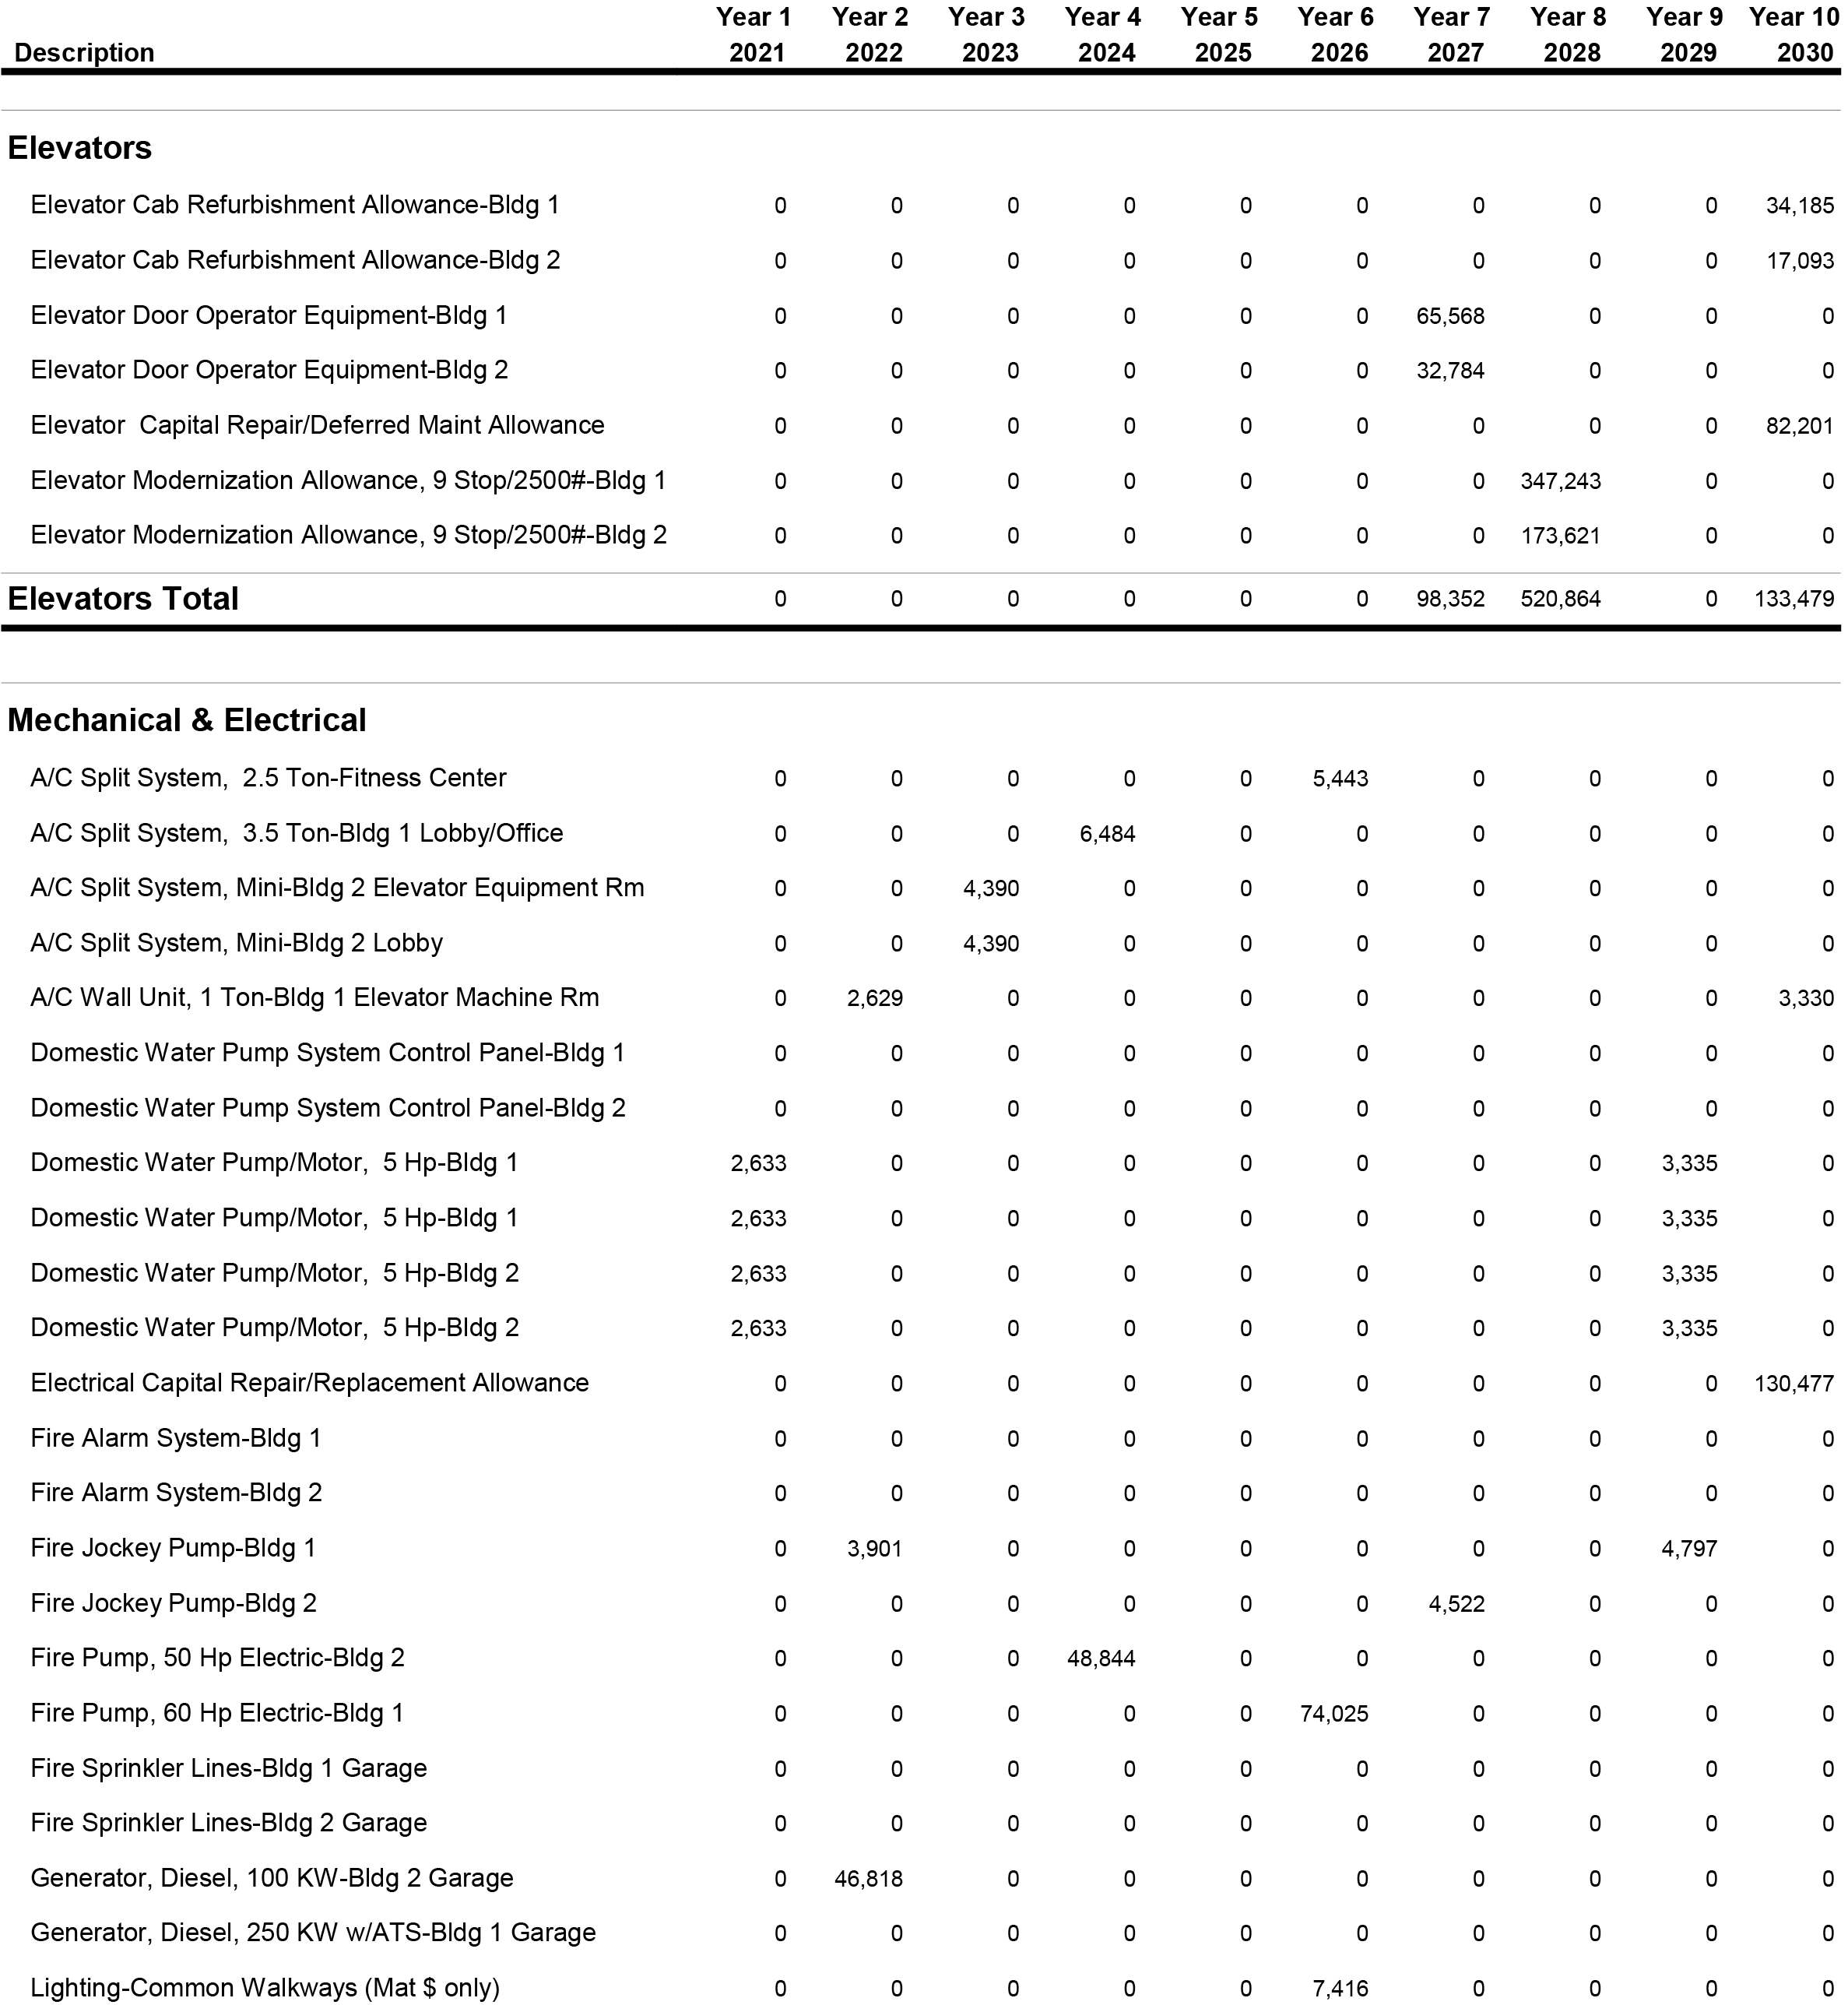 Year 1 Year 2 Year 3 Year 4 Year 5 Year 6 Year 7 Year 8 Year 9 Year 10
Description 2021 2022 2023 2024 2025 2026 2027 2028 2029 2030
Elevators
Elevator Cab Refurbishment Allowance-Bldg 1 0 0 0 0 0 0 0 0 0 34,185
Elevator Cab Refurbishment Allowance-Bldg 2 0 0 0 0 0 0 0 0 0 17,093
Elevator Door Operator Equipment-Bldg 1 0 0 0 0 0 0 65,568 0 0 0
Elevator Door Operator Equipment-Bldg 2 0 0 0 0 0 0 32,784 0 0 0
Elevator Capital Repair/Deferred Maint Allowance 0 0 0 0 0 0 0 0 0 82,201
Elevator Modernization Allowance, 9 Stop/2500#-Bldg 1 0 0 0 0 0 0 0 347,243 0 0
Elevator Modernization Allowance, 9 Stop/2500#-Bldg 2 0 0 0 0 0 0 0 173,621 0 0
Elevators Total 0 0 0 0 0 0 98,352 520,864 0 133,479
Mechanical & Electrical
A/C Split System, 2.5 Ton-Fitness Center 0 0 0 0 0 5,443 0 0 0 0
A/C Split System, 3.5 Ton-Bldg 1 Lobby/Office 0 0 0 6,484 0 0 0 0 0 0
A/C Split System, Mini-Bldg 2 Elevator Equipment Rm 0 0 4,390 0 0 0 0 0 0 0
A/C Split System, Mini-Bldg 2 Lobby 0 0 4,390 0 0 0 0 0 0 0
A/C Wall Unit, 1 Ton-Bldg 1 Elevator Machine Rm 0 2,629 0 0 0 0 0 0 0 3,330
Domestic Water Pump System Control Panel-Bldg 1 0 0 0 0 0 0 0 0 0 0
Domestic Water Pump System Control Panel-Bldg 2 0 0 0 0 0 0 0 0 0 0
Domestic Water Pump/Motor, 5 Hp-Bldg 1 2,633 0 0 0 0 0 0 0 3,335 0
Domestic Water Pump/Motor, 5 Hp-Bldg 1 2,633 0 0 0 0 0 0 0 3,335 0
Domestic Water Pump/Motor, 5 Hp-Bldg 2 2,633 0 0 0 0 0 0 0 3,335 0
Domestic Water Pump/Motor, 5 Hp-Bldg 2 2,633 0 0 0 0 0 0 0 3,335 0
Electrical Capital Repair/Replacement Allowance 0 0 0 0 0 0 0 0 0 130,477
Fire Alarm System-Bldg 1 0 0 0 0 0 0 0 0 0 0
Fire Alarm System-Bldg 2 0 0 0 0 0 0 0 0 0 0
Fire Jockey Pump-Bldg 1 0 3,901 0 0 0 0 0 0 4,797 0
Fire Jockey Pump-Bldg 2 0 0 0 0 0 0 4,522 0 0 0
Fire Pump, 50 Hp Electric-Bldg 2 0 0 0 48,844 0 0 0 0 0 0
Fire Pump, 60 Hp Electric-Bldg 1 0 0 0 0 0 74,025 0 0 0 0
Fire Sprinkler Lines-Bldg 1 Garage 0 0 0 0 0 0 0 0 0 0
Fire Sprinkler Lines-Bldg 2 Garage 0 0 0 0 0 0 0 0 0 0
Generator, Diesel, 100 KW-Bldg 2 Garage 0 46,818 0 0 0 0 0 0 0 0
Generator, Diesel, 250 KW w/ATS-Bldg 1 Garage 0 0 0 0 0 0 0 0 0 0
Lighting-Common Walkways (Mat $ only) 0 0 0 0 0 7,416 0 0 0 0